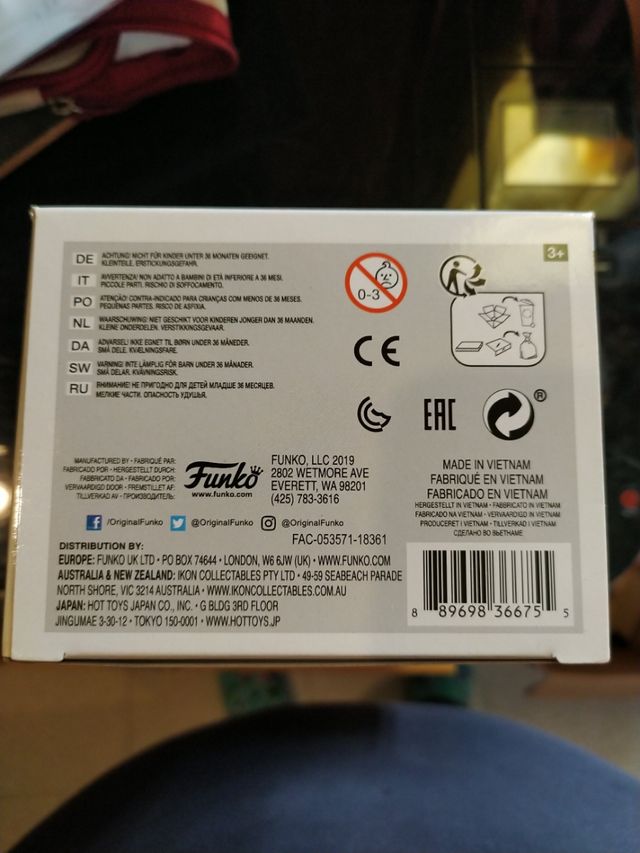 3+
DE ACHTUNG! NICHT FÜR KINDER UNTER 36 MONATEN GEEIGNET.
KLEINTEILE, ERSTICKUNGSGEFAHR.
IT AVVERTENZA! NON ADATTO A BAMBINI DI ETÀ INFERIORE A 36 MESI.
PICCOLE PARTI. RISCHIO DI SOFFOCAMENTO.
PO ATENÇÃO! CONTRA-INDICADO PARA CRIANÇAS COM MENOS DE 36 MESES.
PEQUENAS PARTES. RISCO DE ASFIXIA.
NL WAARSCHUWING! NIET GESCHIKT VOOR KINDEREN JONGER DAN 36 MAANDEN.
KLEINE ONDERDELEN. VERSTIKKINGSGEVAAR.
DA ADVARSEL! IKKE EGNET TIL BØRN UNDER 36 MÅNEDER.
SMÅ DELE. KVÆLNINGSFARE.
SW VARNING! INTE LÄMPLIG FÖR BARN UNDER 36 MÅNADER.
SMÅ DELAR. KVÄVNINGSRISK.
RU ВНИМАНИЕ! НЕ ПРИГОДНО ДЛЯ ДЕТЕЙ МЛАДШЕ 36 МЕСЯЦЕВ.
МЕЛКИЕ ЧАСТИ. ОПАСНОСТЬ УДУШЬЯ.
0-3
CE
EAC
®
MANUFACTURED BY • FABRIQUÉ PAR:
FABRICADO POR • HERGESTELLT DURCH:
FABBRICATO DA • FABRICADO POR:
VERVAARDIGD DOOR • FREMSTILLET AF:
TILLVERKAD AV • ПРОИЗВОДИТЕЛЬ:
Funko
www.funko.com
FUNKO, LLC 2019
2802 WETMORE AVE
EVERETT, WA 98201
(425) 783-3616
MADE IN VIETNAM
FABRIQUÉ EN VIETNAM
FABRICADO EN VIETNAM
HERGESTELLT IN VIETNAM • FABBRICATO IN VIETNAM
FABRICADO NA VIETNAM • VERVAARDIGD IN VIETNAM
PRODUCERET I VIETNAM • TILLVERKAD I VIETNAM
СДЕЛАНО ВО ВЬЕТНАМЕ
/OriginalFunko @OriginalFunko @OriginalFunko
FAC-053571-18361
DISTRIBUTION BY:
EUROPE: FUNKO UK LTD • PO BOX 74644 • LONDON, W6 6JW (UK) • WWW.FUNKO.COM
AUSTRALIA & NEW ZEALAND: IKON COLLECTABLES PTY LTD • 49-59 SEABEACH PARADE
NORTH SHORE, VIC 3214 AUSTRALIA • WWW.IKONCOLLECTABLES.COM.AU
JAPAN: HOT TOYS JAPAN CO., INC. • G BLDG 3RD FLOOR
JINGUMAE 3-30-12 • TOKYO 150-0001 • WWW.HOTTOYS.JP
8 89698 36675 5